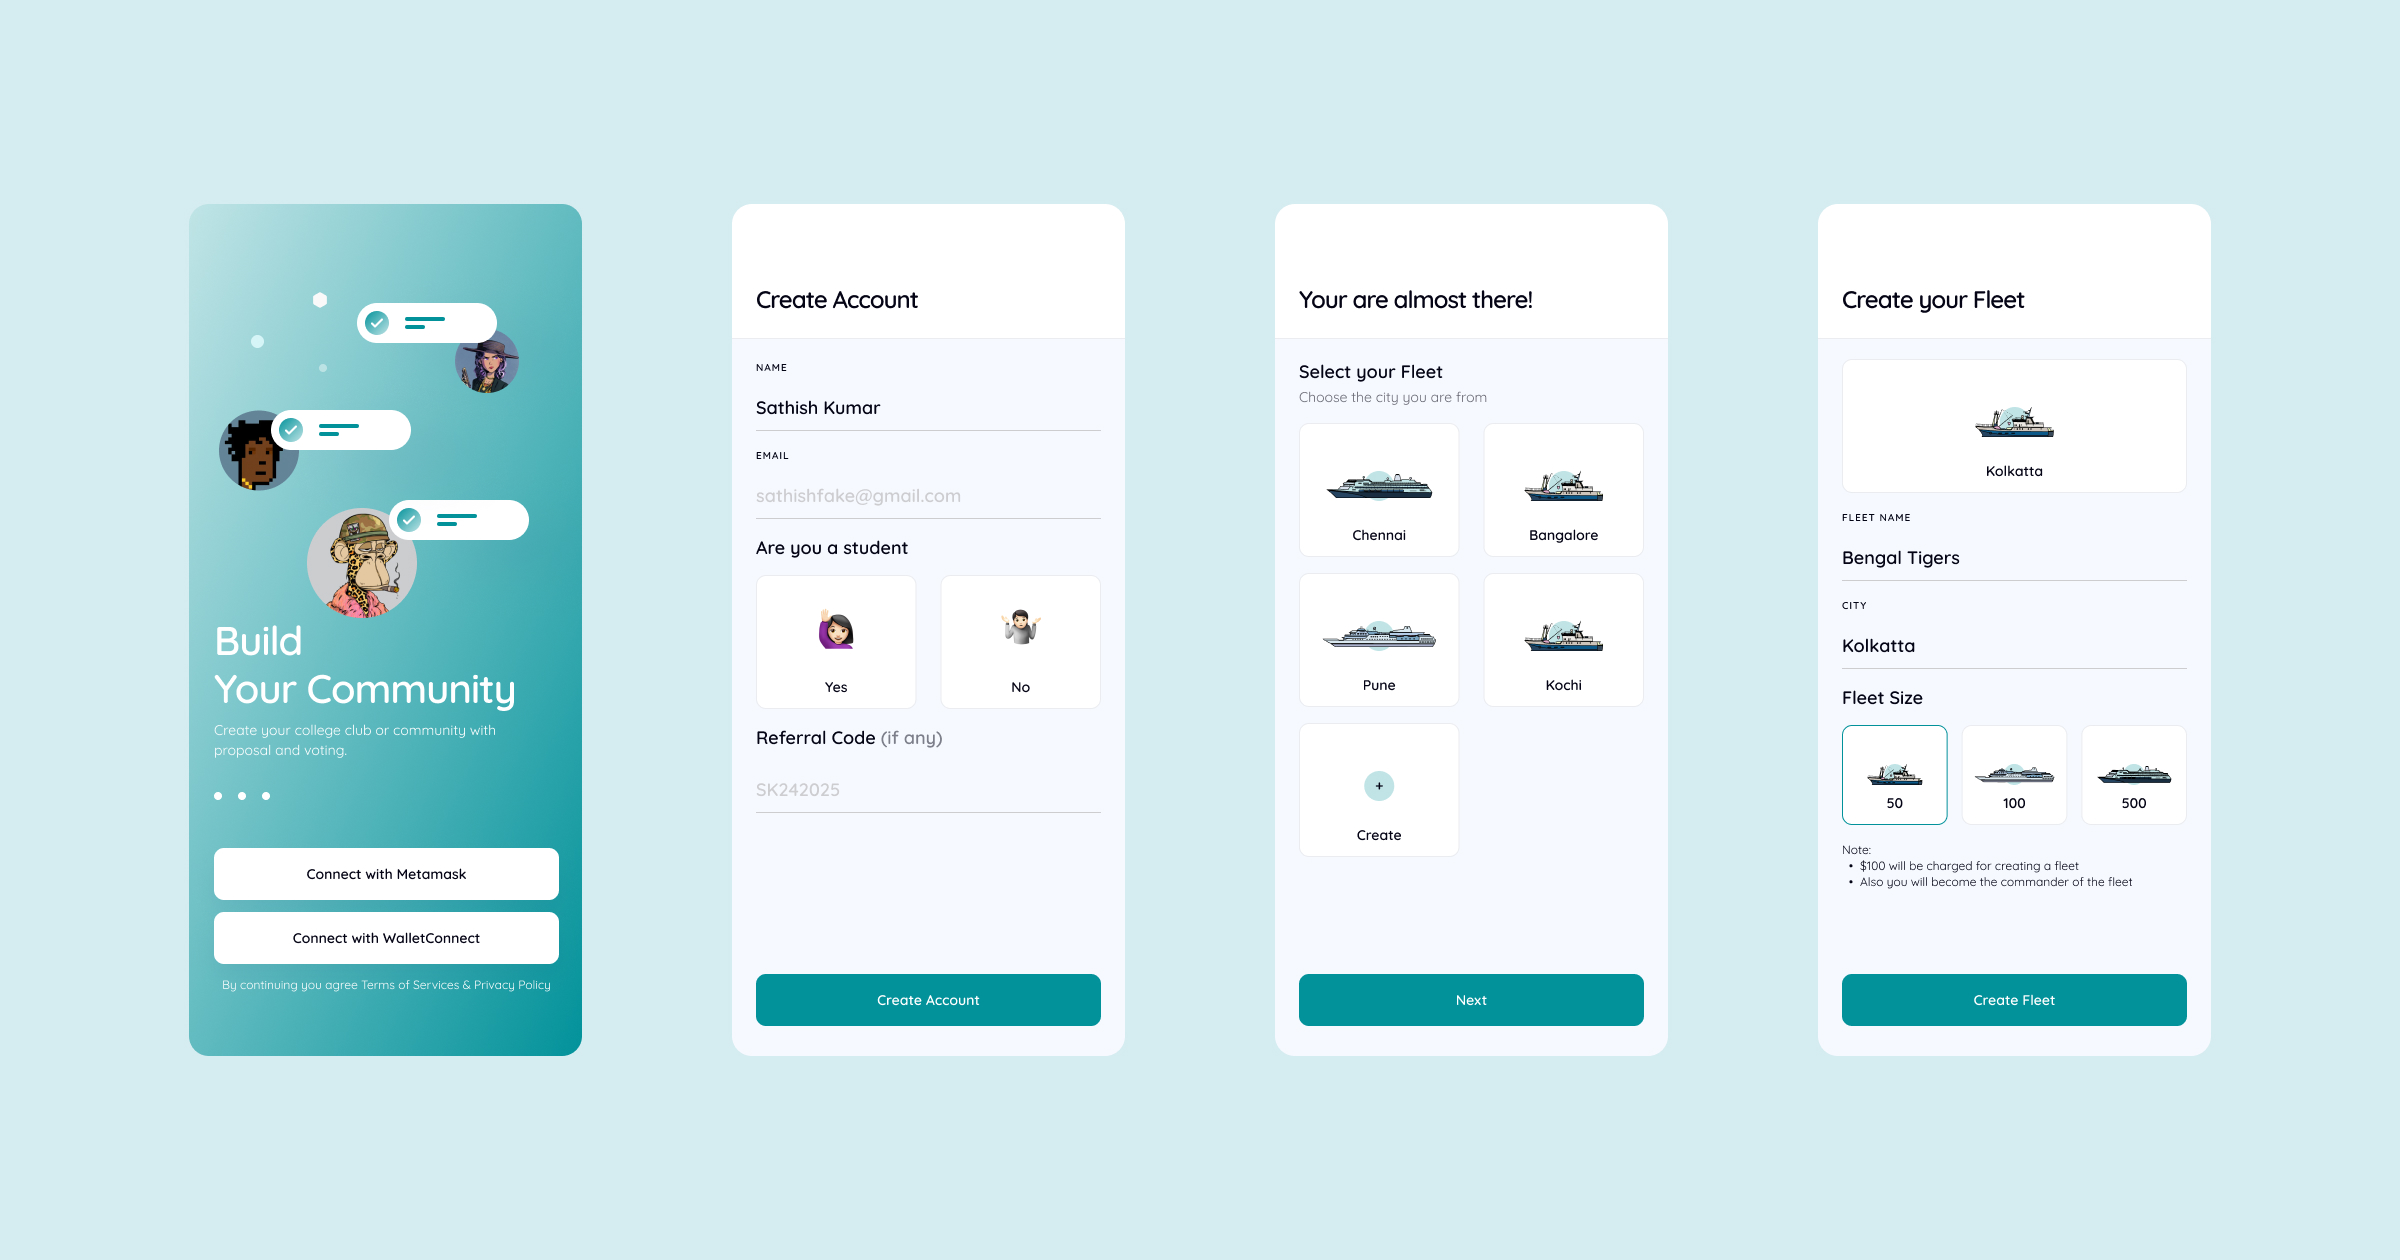 Build
Your Community
Create your college club or community with
proposal and voting.
Connect with Metamask
Connect with WalletConnect
By continuing you agree Terms of Services & Privacy Policy
Create Account
NAME
Sathish Kumar
EMAIL
sathishfake@gmail.com
Are you a student
Yes
No
Referral Code (if any)
SK242025
Create Account
Your are almost there!
Select your Fleet
Choose the city you are from
Chennai
Bangalore
Pune
Kochi
+
Create
Next
Create your Fleet
Kolkatta
FLEET NAME
Bengal Tigers
CITY
Kolkatta
Fleet Size
50
100
500
Note:
• $100 will be charged for creating a fleet
• Also you will become the commander of the fleet
Create Fleet